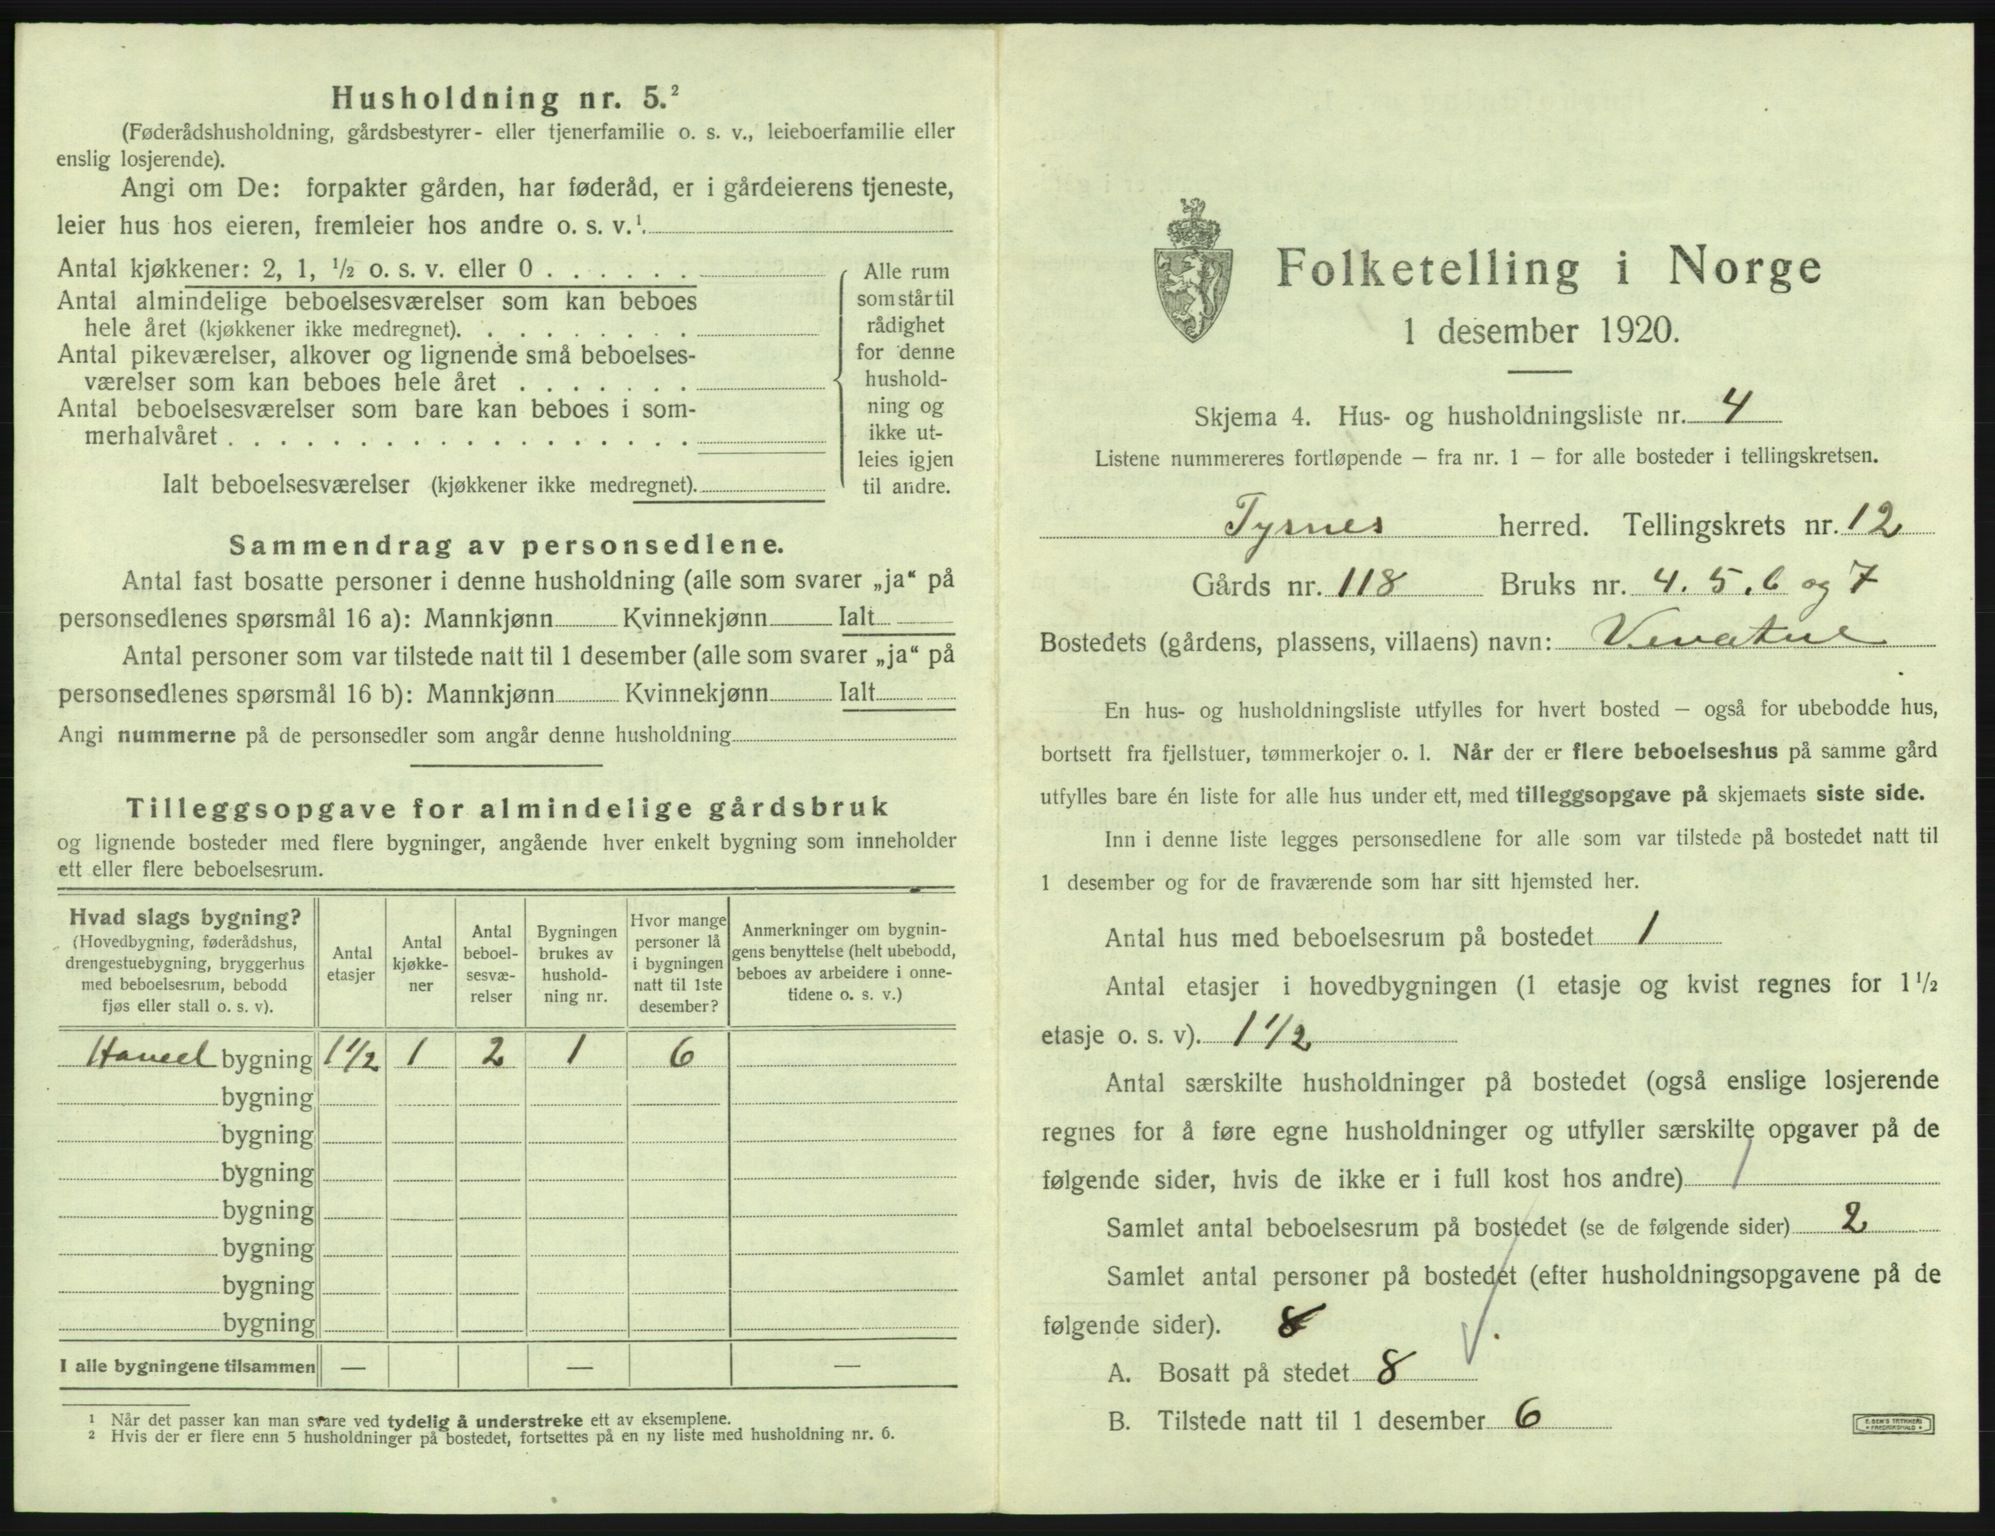 Husholdning nr. 5.²
(Føderådshusholdning, gårdsbestyrer- eller tjenerfamilie o. s. v., leieboerfamilie eller
enslig losjerende).
Angi om De: forpakter gården, har føderåd, er i gårdeierens tjeneste,
leier hus hos eieren, fremleier hos andre o. s. v.¹.
Antal kjøkkener: 2, 1, ½ o. s. v. eller 0
Antal almindelige beboelsesværelser som kan beboes
hele året (kjøkkener ikke medregnet).
Antal pikeværelser, alkover og lignende små beboelses-
værelser som kan beboes hele året
Antal beboelsesværelser som bare kan beboes i som-
merhalvåret
Ialt beboelsesværelser (kjøkkener ikke medregnet).
Alle rum
som står til
rådighet
for denne
hushold-
ning og
ikke ut-
leies igjen
til andre.
Sammendrag av personsedlene.
Antal fast bosatte personer i denne husholdning (alle som svarer „ja“ på
personsedlenes spørsmål 16 a): Mannkjønn Kvinnekjønn Ialt
Antal personer som var tilstede natt til 1 desember (alle som svarer „ja“ på
personsedlenes spørsmål 16 b): Mannkjønn Kvinnekjønn Ialt
Angi nummerne på de personsedler som angår denne husholdning
Tilleggsopgave for almindelige gårdsbruk
og lignende bosteder med flere bygninger, angående hver enkelt bygning som inneholder
ett eller flere beboelsesrum.
Hvad slags bygning?
(Hovedbygning, føderådshus,
drengestuebygning, bryggerhus
med beboelsesrum, bebodd
fjøs eller stall o. s. v).
Antal
etasjer
Antal
kjøkke-
ner
Antal
beboel-
sesvæ-
relser
Bygningen
brukes av
hushold-
ning nr.
Hvor mange
personer lå
i bygningen
natt til 1ste
desember?
Anmerkninger om bygnin-
gens benyttelse (helt ubebodd,
beboes av arbeidere i onne-
tidene o. s. v.)
bygning 1½ 1 2 1 6
bygning
bygning
bygning
bygning
bygning
bygning
bygning
I alle bygningene tilsammen — — —
1 Når det passer kan man svare ved tydelig å understreke ett av eksemplene.
2 Hvis der er flere enn 5 husholdninger på bostedet, fortsettes på en ny liste med husholdning nr. 6.
Folketelling i Norge
1 desember 1920.
Skjema 4. Hus- og husholdningsliste nr. 4
Listene nummereres fortløpende — fra nr. 1 — for alle bosteder i tellingskretsen.
Tysnes herred. Tellingskrets nr. 12
Gårds nr. 118 Bruks nr. 4. 5. 6 og 7
Bostedets (gårdens, plassens, villaens) navn:
En hus- og husholdningsliste utfylles for hvert bosted — også for ubebodde hus,
bortsett fra fjellstuer, tømmerkojer o. l. Når der er flere beboelseshus på samme gård
utfylles bare én liste for alle hus under ett, med tilleggsopgave på skjemaets siste side.
Inn i denne liste legges personsedlene for alle som var tilstede på bostedet natt til
1 desember og for de fraværende som har sitt hjemsted her.
Antal hus med beboelsesrum på bostedet 1
Antal etasjer i hovedbygningen (1 etasje og kvist regnes for 1½
etasje o. s. v). 1½
Antal særskilte husholdninger på bostedet (også enslige losjerende
regnes for å føre egne husholdninger og utfyller særskilte opgaver på de
følgende sider, hvis de ikke er i full kost hos andre) 1
Samlet antal beboelsesrum på bostedet (se de følgende sider) 2
Samlet antal personer på bostedet (efter husholdningsopgavene på de
følgende sider). 8
A. Bosatt på stedet 8
B. Tilstede natt til 1 desember 6